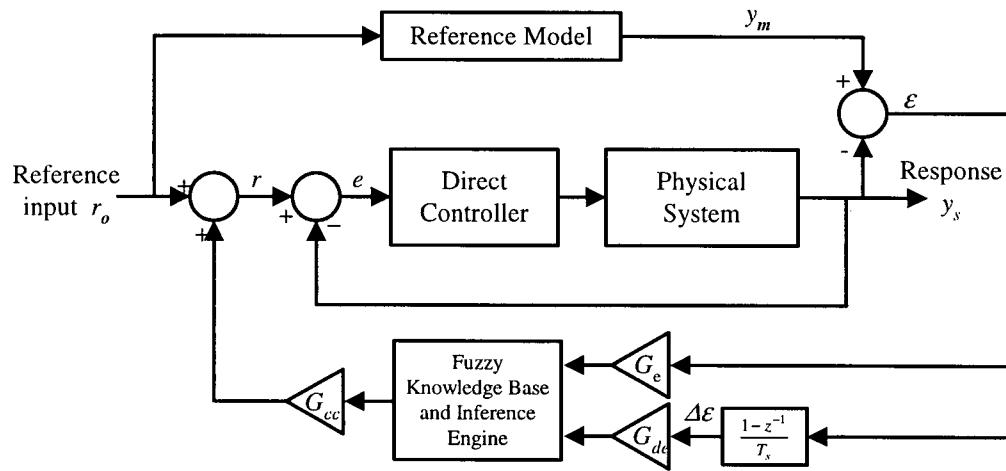 y_m
Reference Model
+
ε
-
Reference
input r_o
+
+
r
+
−
e
Direct
Controller
Physical
System
Response
y_s
Fuzzy
Knowledge Base
and Inference
Engine
G_cc
G_e
G_de
Δε
1−z⁻¹
T_s